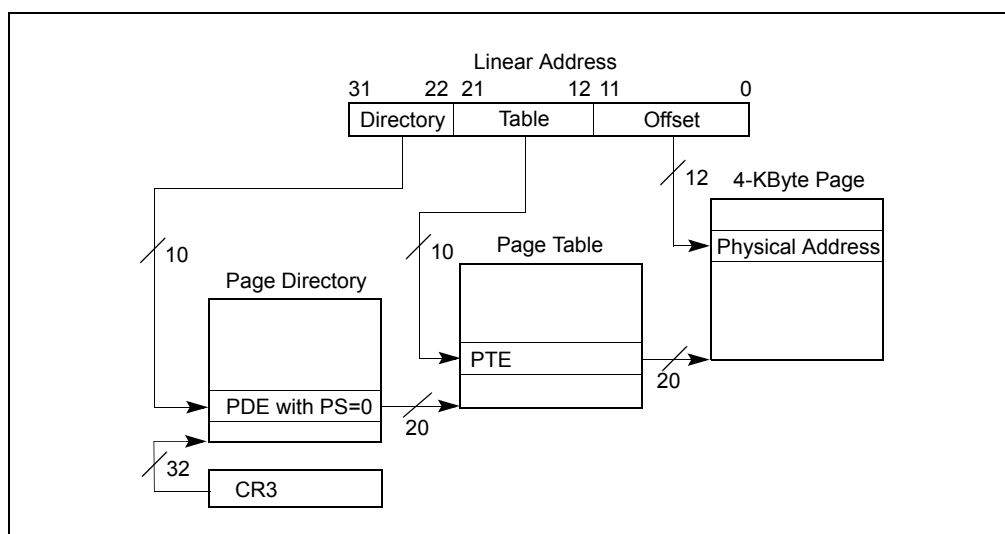 Linear Address
31 22 21 12 11 0
Directory Table Offset
12 4-KByte Page
10 10 Page Table Physical Address
Page Directory
PTE
20
PDE with PS=0
20
32
CR3